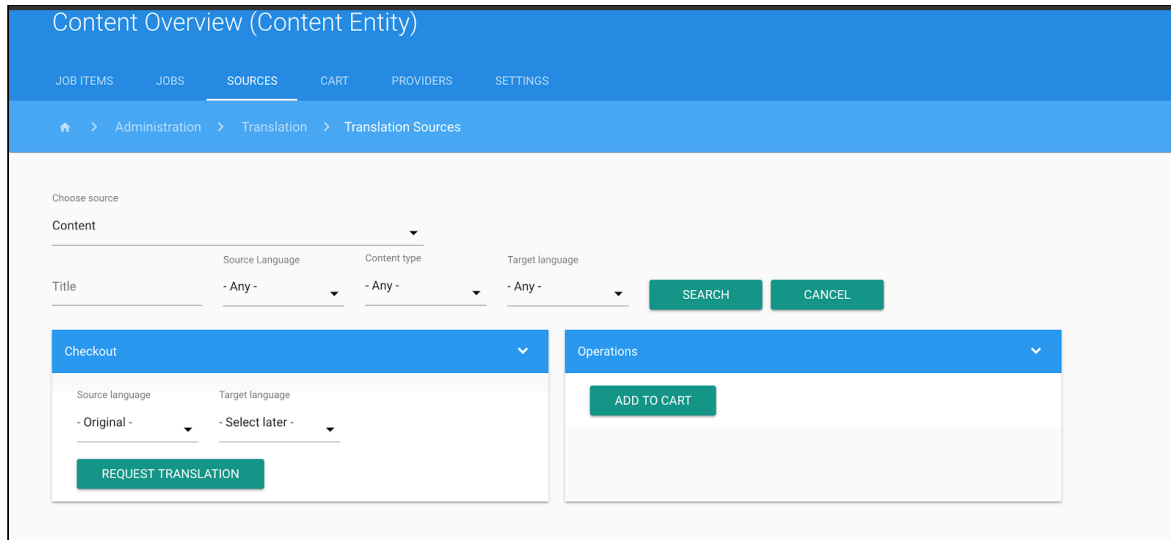 Content Overview (Content Entity)
JOB ITEMS JOBS SOURCES CART PROVIDERS SETTINGS
Administration > Translation > Translation Sources
Choose source
Content
Source Language Content type Target language
Title - Any - - Any - - Any - SEARCH CANCEL
Checkout Operations
Source language Target language
- Original - - Select later - ADD TO CART
REQUEST TRANSLATION